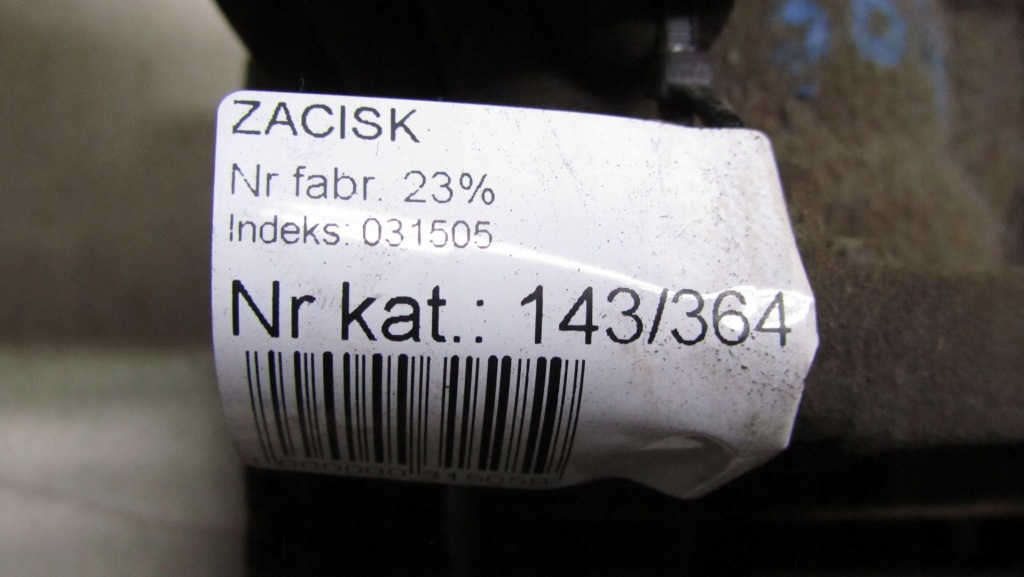 ZACISK
Nr fabr. 23%
Indeks: 031505
Nr kat.: 143/364